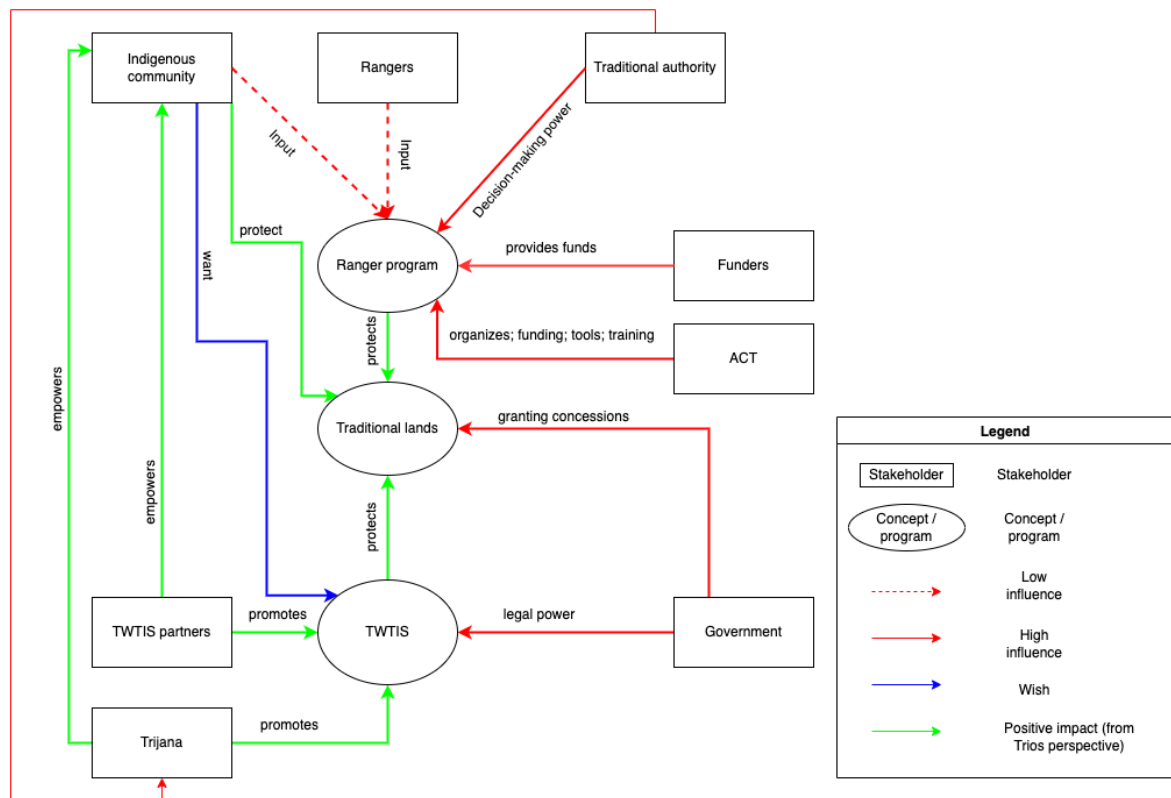 Indigenous
community
Rangers
Traditional authority
Input
Input
Decision-making power
protect
want
Ranger program
provides funds
Funders
organizes; funding; tools; training
ACT
protects
empowers
Traditional lands
granting concessions
empowers
protects
TWTIS partners
promotes
TWTIS
legal power
Government
Trijana
promotes
Legend
Stakeholder
Stakeholder
Concept /
program
Concept /
program
Low
influence
High
influence
Wish
Positive impact (from
Trios perspective)